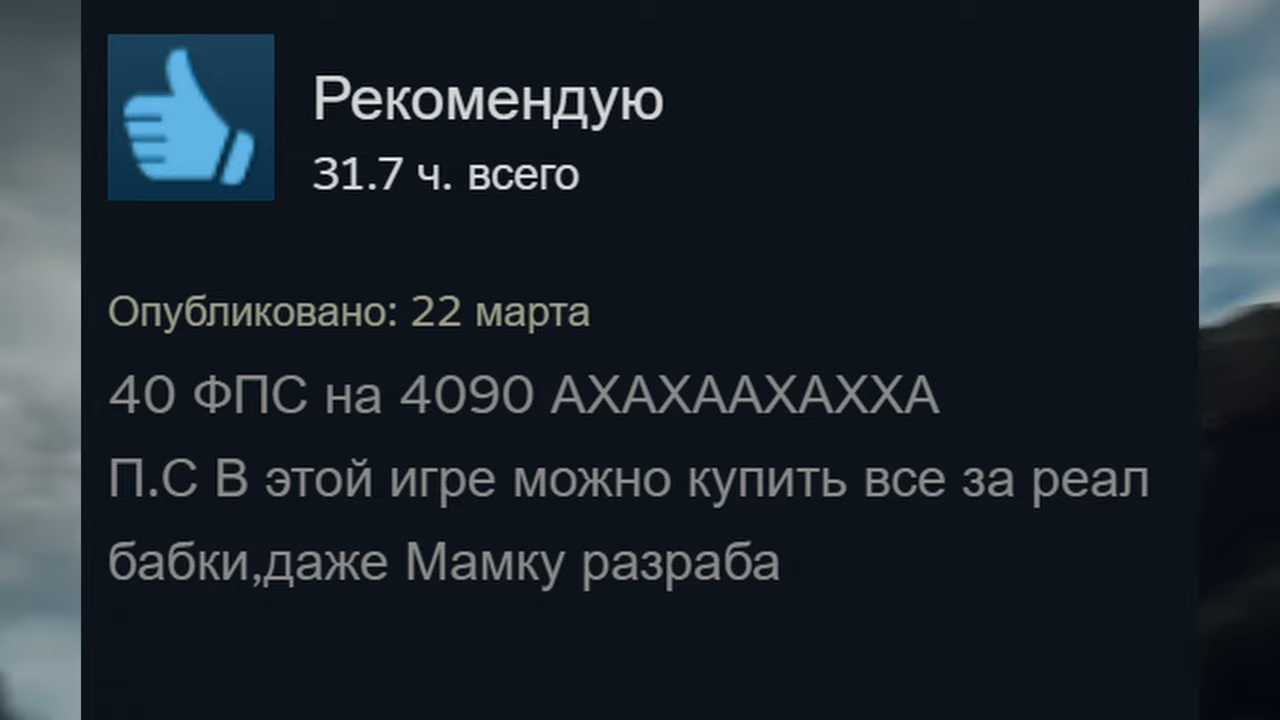 Рекомендую
31.7 ч. всего
Опубликовано: 22 марта
40 ФПС на 4090 АХАХААХАХХА
П.С В этой игре можно купить все за реал
бабки,даже Мамку разраба